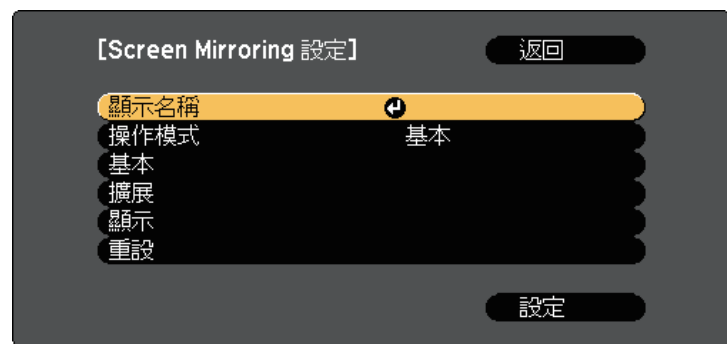 [Screen Mirroring 設定] 返回
顯示名稱
操作模式 基本
基本
擴展
顯示
重設
設定